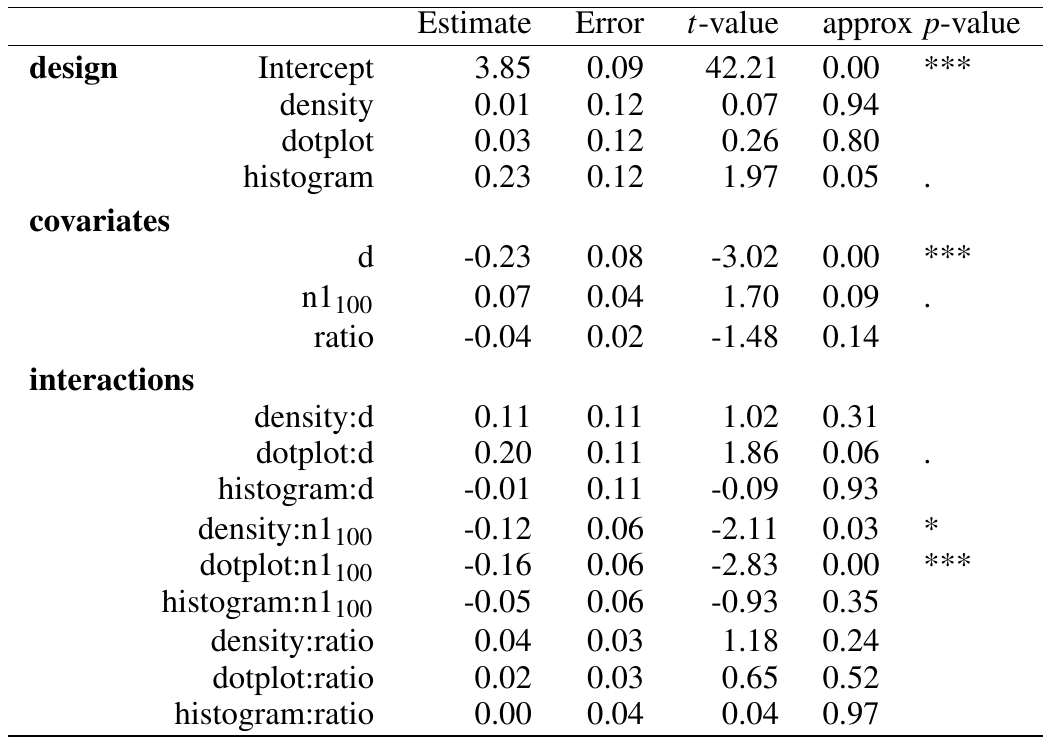 Estimate Error t-value approx p-value
design Intercept 3.85 0.09 42.21 0.00 ***
density 0.01 0.12 0.07 0.94
dotplot 0.03 0.12 0.26 0.80
histogram 0.23 0.12 1.97 0.05 .
covariates
d -0.23 0.08 -3.02 0.00 ***
n1₁₀₀ 0.07 0.04 1.70 0.09 .
ratio -0.04 0.02 -1.48 0.14
interactions
density:d 0.11 0.11 1.02 0.31
dotplot:d 0.20 0.11 1.86 0.06 .
histogram:d -0.01 0.11 -0.09 0.93
density:n1₁₀₀ -0.12 0.06 -2.11 0.03 *
dotplot:n1₁₀₀ -0.16 0.06 -2.83 0.00 ***
histogram:n1₁₀₀ -0.05 0.06 -0.93 0.35
density:ratio 0.04 0.03 1.18 0.24
dotplot:ratio 0.02 0.03 0.65 0.52
histogram:ratio 0.00 0.04 0.04 0.97